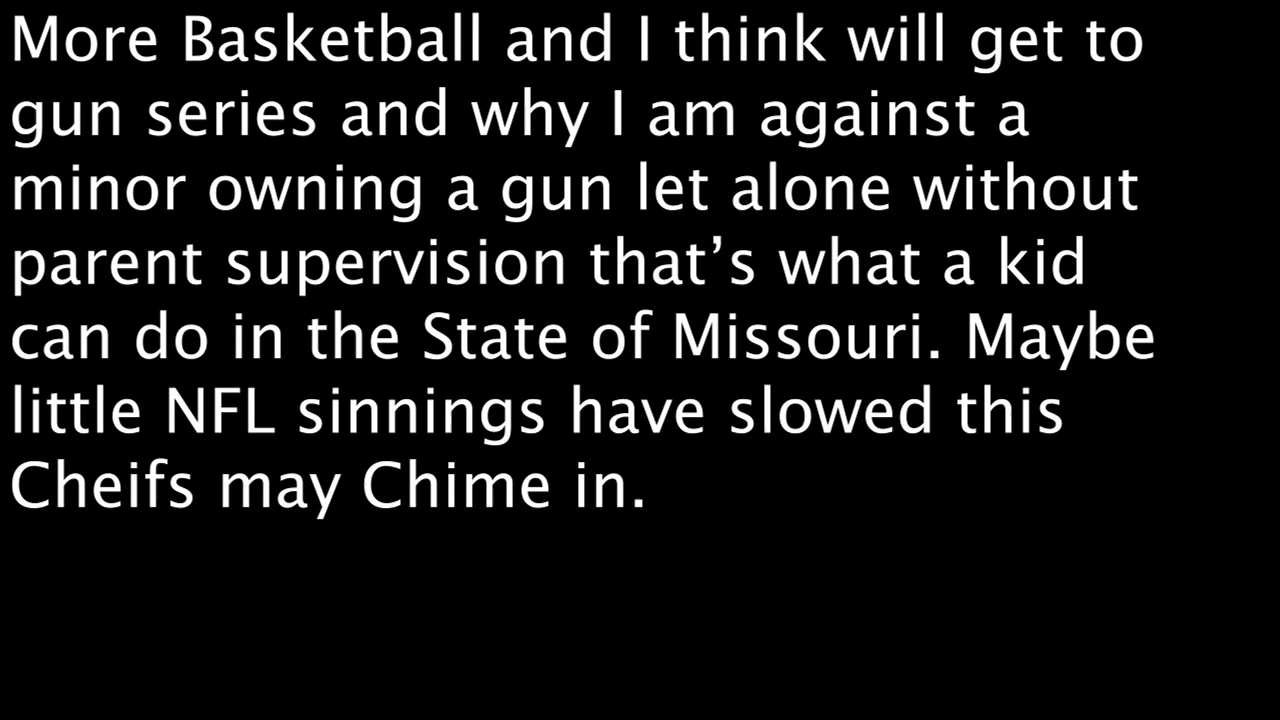 More Basketball and I think will get to
gun series and why I am against a
minor owning a gun let alone without
parent supervision that’s what a kid
can do in the State of Missouri. Maybe
little NFL sinnings have slowed this
Cheifs may Chime in.